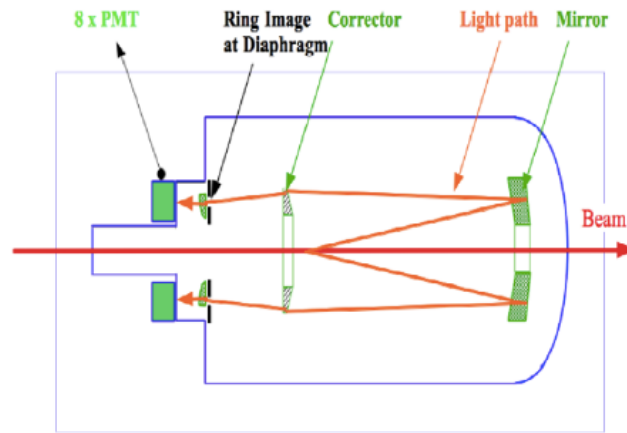 8 x PMT
Ring Image
at Diaphragm
Corrector
Light path
Mirror
Beam